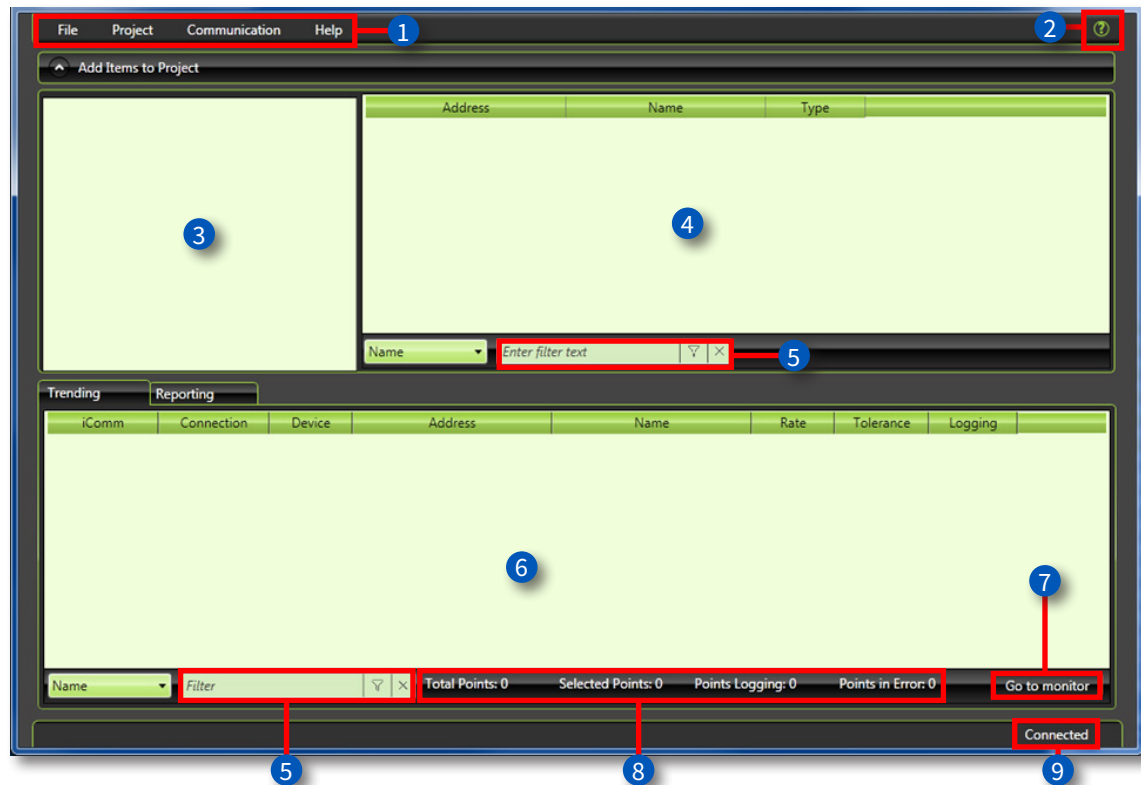 File Project Communication Help 1 2 ?
Add Items to Project
Address Name Type
3
4
Name Enter filter text 5
Trending Reporting
iComm Connection Device Address Name Rate Tolerance Logging
6
7
Name Filter Total Points: 0 Selected Points: 0 Points Logging: 0 Points in Error: 0 Go to monitor
Connected
5 8 9